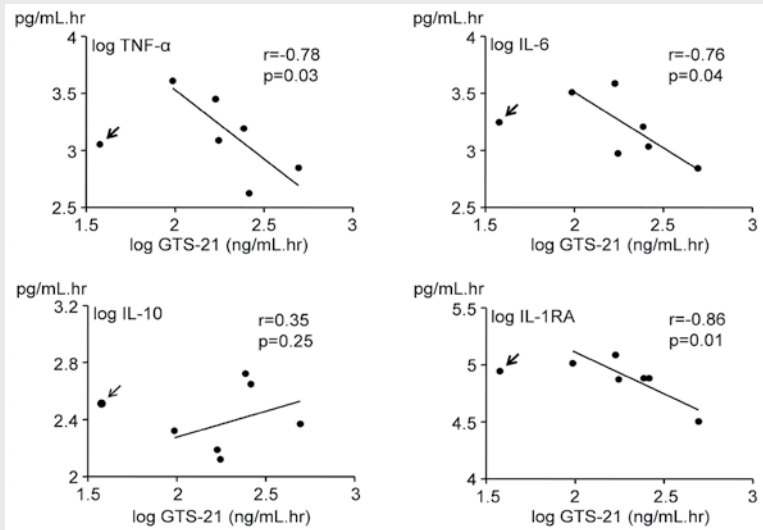 pg/mL.hr
log TNF-α
r=-0.78
p=0.03
4
3.5
3
2.5
1.5
2
2.5
3
log GTS-21 (ng/mL.hr)
pg/mL.hr
log IL-6
r=-0.76
p=0.04
4
3.5
3
2.5
1.5
2
2.5
3
log GTS-21 (ng/mL.hr)
pg/mL.hr
log IL-10
r=0.35
p=0.25
3.2
2.8
2.4
2
1.5
2
2.5
3
log GTS-21 (ng/mL.hr)
pg/mL.hr
log IL-1RA
r=-0.86
p=0.01
5.5
5
4.5
4
1.5
2
2.5
3
log GTS-21 (ng/mL.hr)